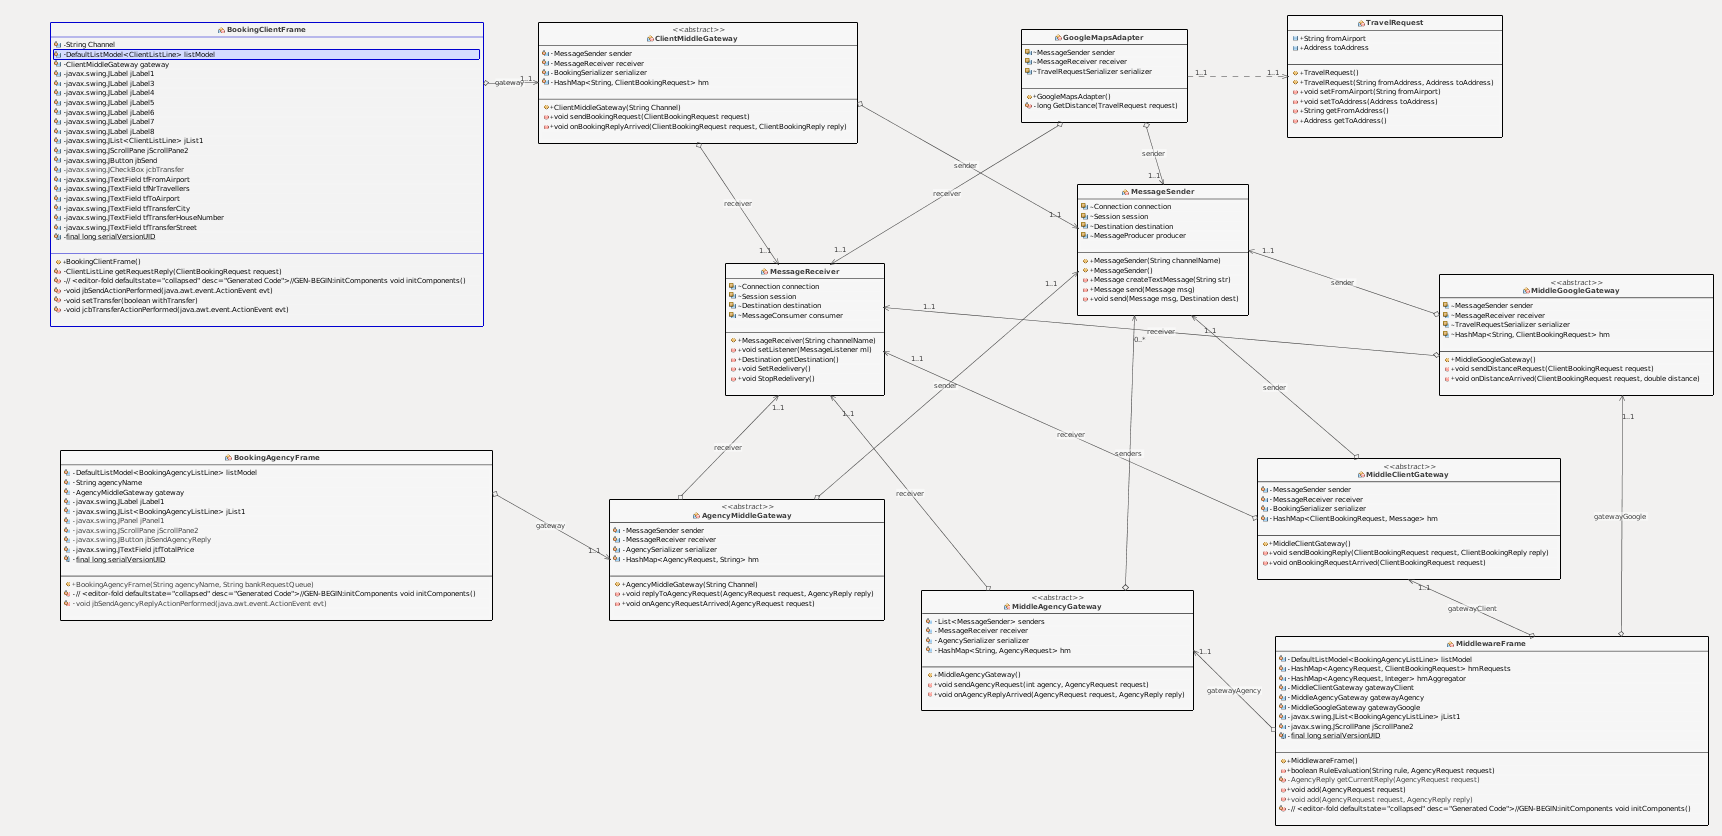 BookingClientFrame
-String Channel
-DefaultListModel<ClientListLine> listModel
-ClientMiddleGateway gateway
-javax.swing.JLabel jLabel1
-javax.swing.JLabel jLabel3
-javax.swing.JLabel jLabel4
-javax.swing.JLabel jLabel5
-javax.swing.JLabel jLabel6
-javax.swing.JLabel jLabel7
-javax.swing.JLabel jLabel8
-javax.swing.JList<ClientListLine> jList1
-javax.swing.JScrollPane jScrollPane2
-javax.swing.JButton jbSend
-javax.swing.JCheckBox jcbTransfer
-javax.swing.JTextField tfFromAirport
-javax.swing.JTextField tfNrTravellers
-javax.swing.JTextField tfToAirport
-javax.swing.JTextField tfTransferCity
-javax.swing.JTextField tfTransferHouseNumber
-javax.swing.JTextField tfTransferStreet
-final long serialVersionUID
+BookingClientFrame()
-ClientListLine getRequestReply(ClientBookingRequest request)
-// <editor-fold defaultstate="collapsed" desc="Generated Code">//GEN-BEGIN:initComponents void initComponents()
-void jbSendActionPerformed(java.awt.event.ActionEvent evt)
-void setTransfer(boolean withTransfer)
-void jcbTransferActionPerformed(java.awt.event.ActionEvent evt)
gateway
1..1
<<abstract>>
ClientMiddleGateway
-MessageSender sender
-MessageReceiver receiver
-BookingSerializer serializer
-HashMap<String, ClientBookingRequest> hm
+ClientMiddleGateway(String Channel)
+void sendBookingRequest(ClientBookingRequest request)
+void onBookingReplyArrived(ClientBookingRequest request, ClientBookingReply reply)
GoogleMapsAdapter
~MessageSender sender
~MessageReceiver receiver
~TravelRequestSerializer serializer
+GoogleMapsAdapter()
-long GetDistance(TravelRequest request)
1..1
1..1
TravelRequest
+String fromAirport
+Address toAddress
+TravelRequest()
+TravelRequest(String fromAddress, Address toAddress)
+void setFromAirport(String fromAirport)
+void setToAddress(Address toAddress)
+String getFromAddress()
+Address getToAddress()
receiver
1..1
sender
1..1
receiver
1..1
sender
1..1
MessageReceiver
~Connection connection
~Session session
~Destination destination
~MessageConsumer consumer
+MessageReceiver(String channelName)
+void setListener(MessageListener ml)
+Destination getDestination()
+void SetRedelivery()
+void StopRedelivery()
MessageSender
~Connection connection
~Session session
~Destination destination
~MessageProducer producer
+MessageSender(String channelName)
+MessageSender()
+Message createTextMessage(String str)
+Message send(Message msg)
+void send(Message msg, Destination dest)
1..1
sender
1..1
receiver
<<abstract>>
MiddleGoogleGateway
~MessageSender sender
~MessageReceiver receiver
~TravelRequestSerializer serializer
~HashMap<String, ClientBookingRequest> hm
+MiddleGoogleGateway()
+void sendDistanceRequest(ClientBookingRequest request)
+void onDistanceArrived(ClientBookingRequest request, double distance)
1..1
sender
0..*
senders
1..1
sender
1..1
receiver
1..1
receiver
1..1
receiver
1..1
gatewayGoogle
BookingAgencyFrame
-DefaultListModel<BookingAgencyListLine> listModel
-String agencyName
-AgencyMiddleGateway gateway
-javax.swing.JLabel jLabel1
-javax.swing.JList<BookingAgencyListLine> jList1
-javax.swing.JPanel jPanel1
-javax.swing.JScrollPane jScrollPane2
-javax.swing.JButton jbSendAgencyReply
-javax.swing.JTextField jtfTotalPrice
-final long serialVersionUID
+BookingAgencyFrame(String agencyName, String bankRequestQueue)
-// <editor-fold defaultstate="collapsed" desc="Generated Code">//GEN-BEGIN:initComponents void initComponents()
-void jbSendAgencyReplyActionPerformed(java.awt.event.ActionEvent evt)
gateway
1..1
<<abstract>>
AgencyMiddleGateway
-MessageSender sender
-MessageReceiver receiver
-AgencySerializer serializer
-HashMap<AgencyRequest, String> hm
+AgencyMiddleGateway(String Channel)
+void replyToAgencyRequest(AgencyRequest request, AgencyReply reply)
+void onAgencyRequestArrived(AgencyRequest request)
<<abstract>>
MiddleClientGateway
-MessageSender sender
-MessageReceiver receiver
-BookingSerializer serializer
-HashMap<ClientBookingRequest, Message> hm
+MiddleClientGateway()
+void sendBookingReply(ClientBookingRequest request, ClientBookingReply reply)
+void onBookingRequestArrived(ClientBookingRequest request)
1..1
gatewayClient
<<abstract>>
MiddleAgencyGateway
-List<MessageSender> senders
-MessageReceiver receiver
-AgencySerializer serializer
-HashMap<String, AgencyRequest> hm
+MiddleAgencyGateway()
+void sendAgencyRequest(int agency, AgencyRequest request)
+void onAgencyReplyArrived(AgencyRequest request, AgencyReply reply)
1..1
gatewayAgency
MiddlewareFrame
-DefaultListModel<BookingAgencyListLine> listModel
-HashMap<AgencyRequest, ClientBookingRequest> hmRequests
-HashMap<AgencyRequest, Integer> hmAggregator
-MiddleClientGateway gatewayClient
-MiddleAgencyGateway gatewayAgency
-MiddleGoogleGateway gatewayGoogle
-javax.swing.JList<BookingAgencyListLine> jList1
-javax.swing.JScrollPane jScrollPane2
-final long serialVersionUID
+MiddlewareFrame()
+boolean RuleEvaluation(String rule, AgencyRequest request)
-AgencyReply getCurrentReply(AgencyRequest request)
+void add(AgencyRequest request)
+void add(AgencyRequest request, AgencyReply reply)
-// <editor-fold defaultstate="collapsed" desc="Generated Code">//GEN-BEGIN:initComponents void initComponents()